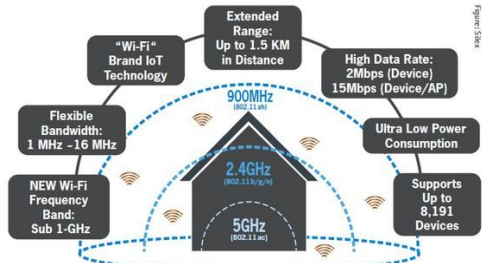 Extended
Range:
Up to 1.5 KM
in Distance
"Wi-Fi"
Brand IoT
Technology
High Data Rate:
2Mbps (Device)
15Mbps (Device/AP)
Flexible
Bandwidth:
1 MHz -16 MHz
Ultra Low Power
Consumption
NEW Wi-Fi
Frequency
Band:
Sub 1-GHz
Supports
Up to
8,191
Devices
900MHz
(802.11ah)
2.4GHz
(802.11b/g/n)
5GHz
(802.11ac)
Figure: Silex